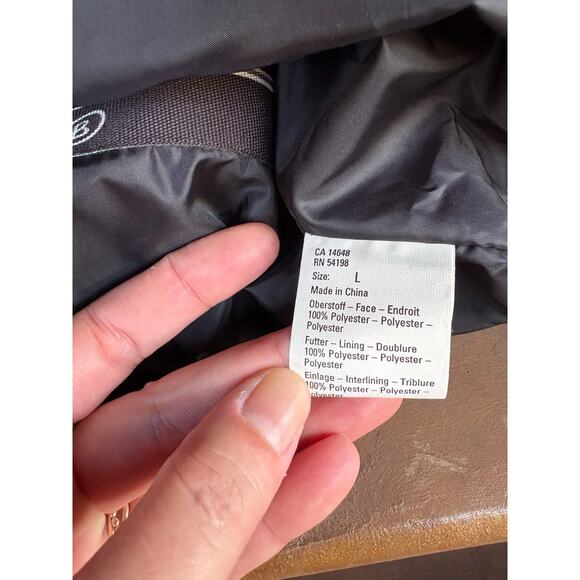 B
CA 14648
RN 54198
Size: L
Made in China
Oberstoff – Face – Endroit
100% Polyester – Polyester –
Polyester
Futter – Lining – Doublure
100% Polyester – Polyester –
Polyester
Einlage – Interlining – Triblure
100% Polyester – Polyester –
Polyester